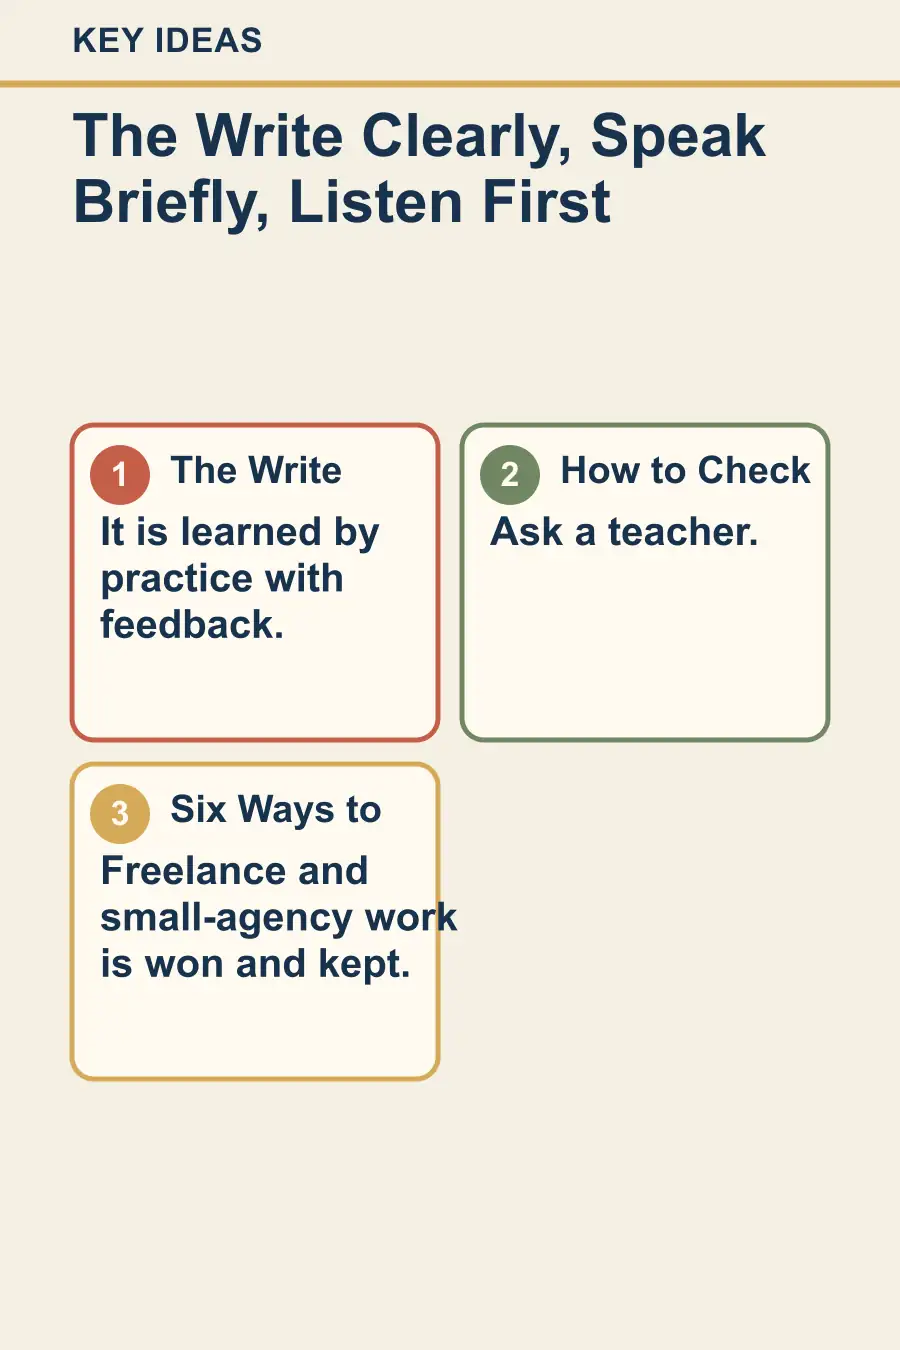 KEY IDEAS
The Write Clearly, Speak
Briefly, Listen First
1 The Write
It is learned by
practice with
feedback.
2 How to Check
Ask a teacher.
3 Six Ways to
Freelance and
small-agency work
is won and kept.